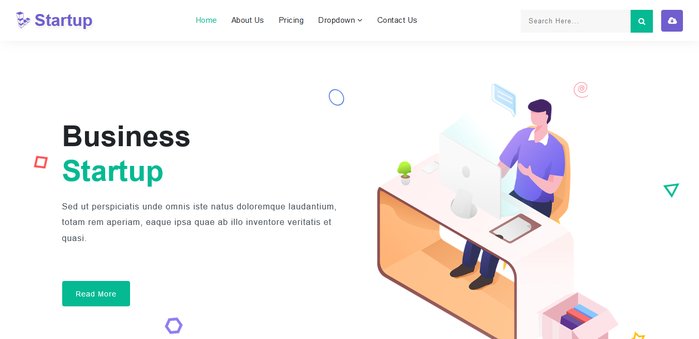 Startup
Home About Us Pricing Dropdown Contact Us
Search Here...
Business
Startup
Sed ut perspiciatis unde omnis iste natus doloremque laudantium,
totam rem aperiam, eaque ipsa quae ab illo inventore veritatis et
quasi.
Read More